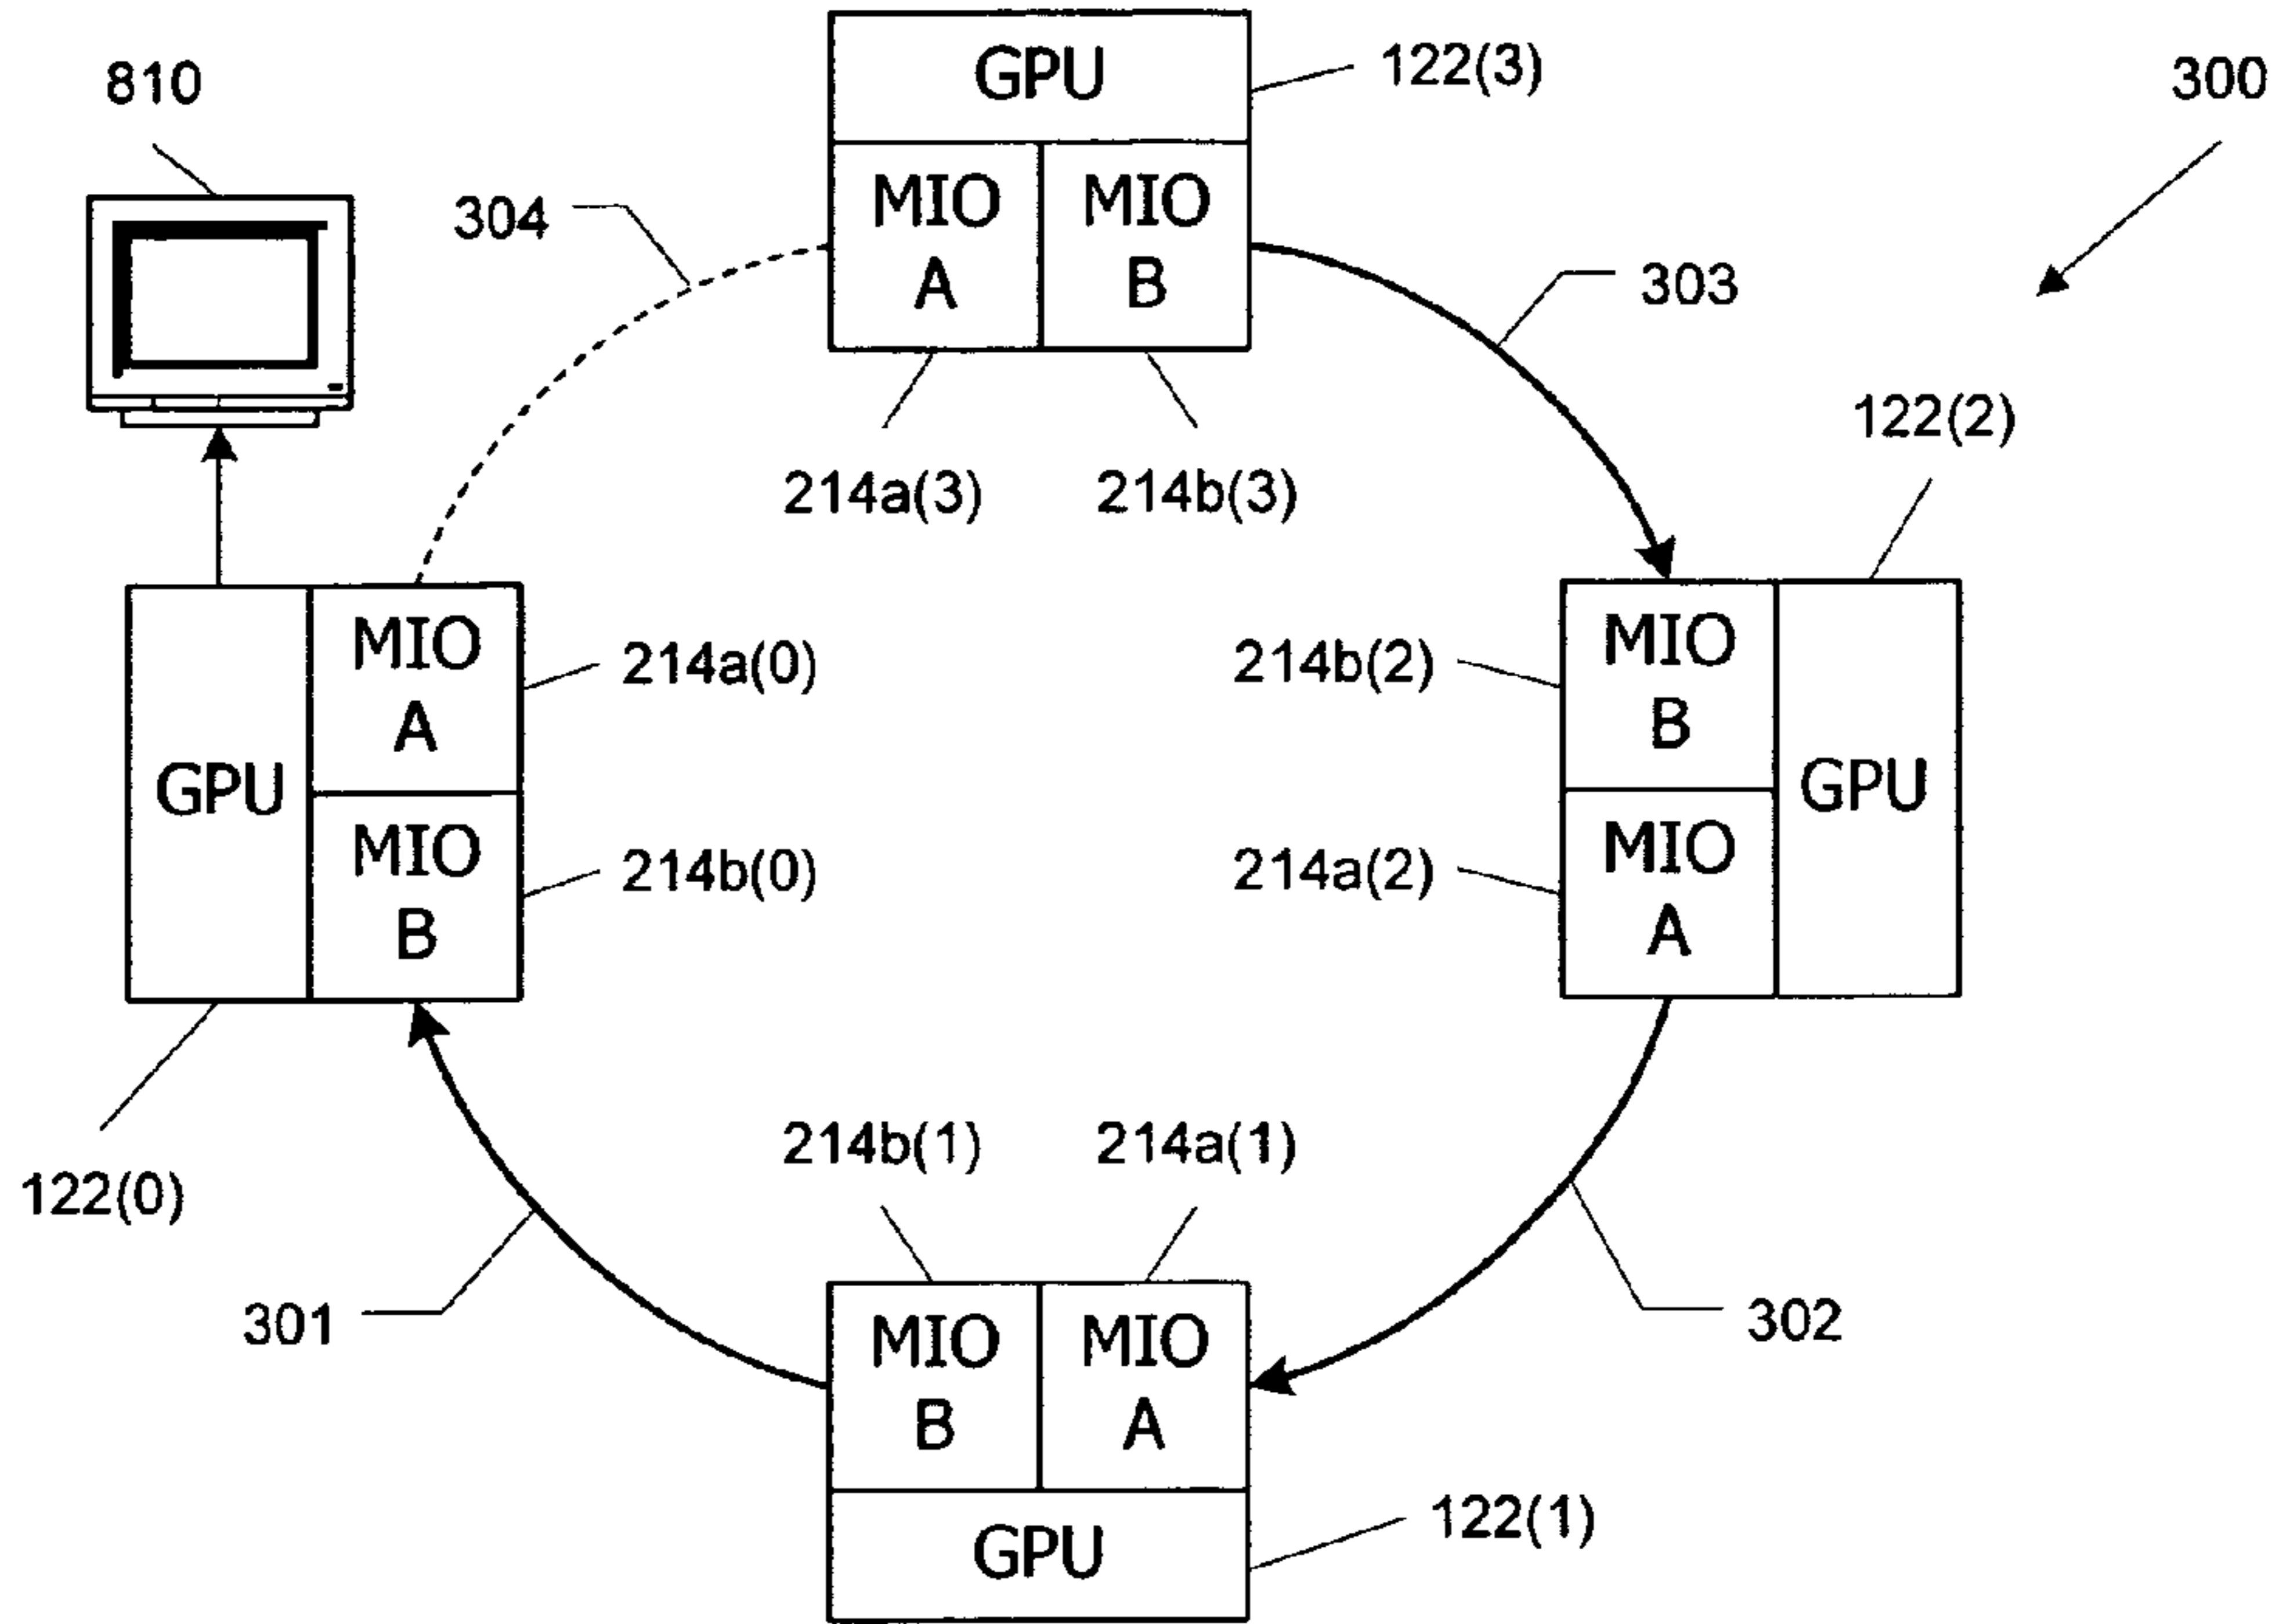 GPU
122(3)
300
810
MIO
A
MIO
B
304
303
122(2)
214a(3)
214b(3)
MIO
A
214a(0)
214b(2)
MIO
B
GPU
GPU
MIO
B
214b(0)
214a(2)
MIO
A
122(0)
214b(1)
214a(1)
301
MIO
B
MIO
A
302
GPU
122(1)